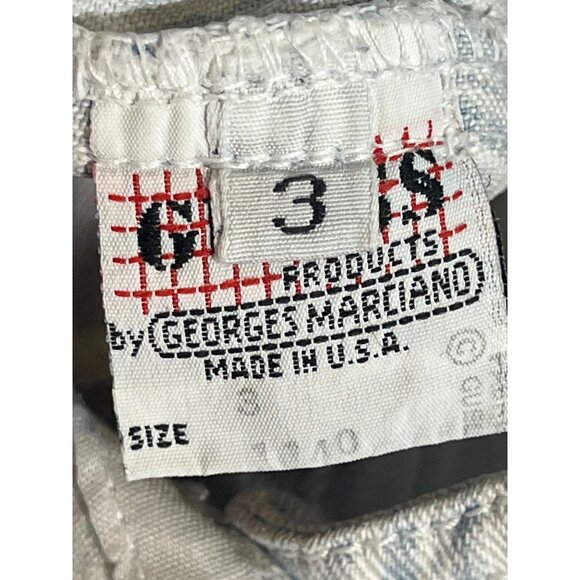 G 3 S
PRODUCTS
by GEORGES MARCIANO
MADE IN U.S.A.
3
SIZE